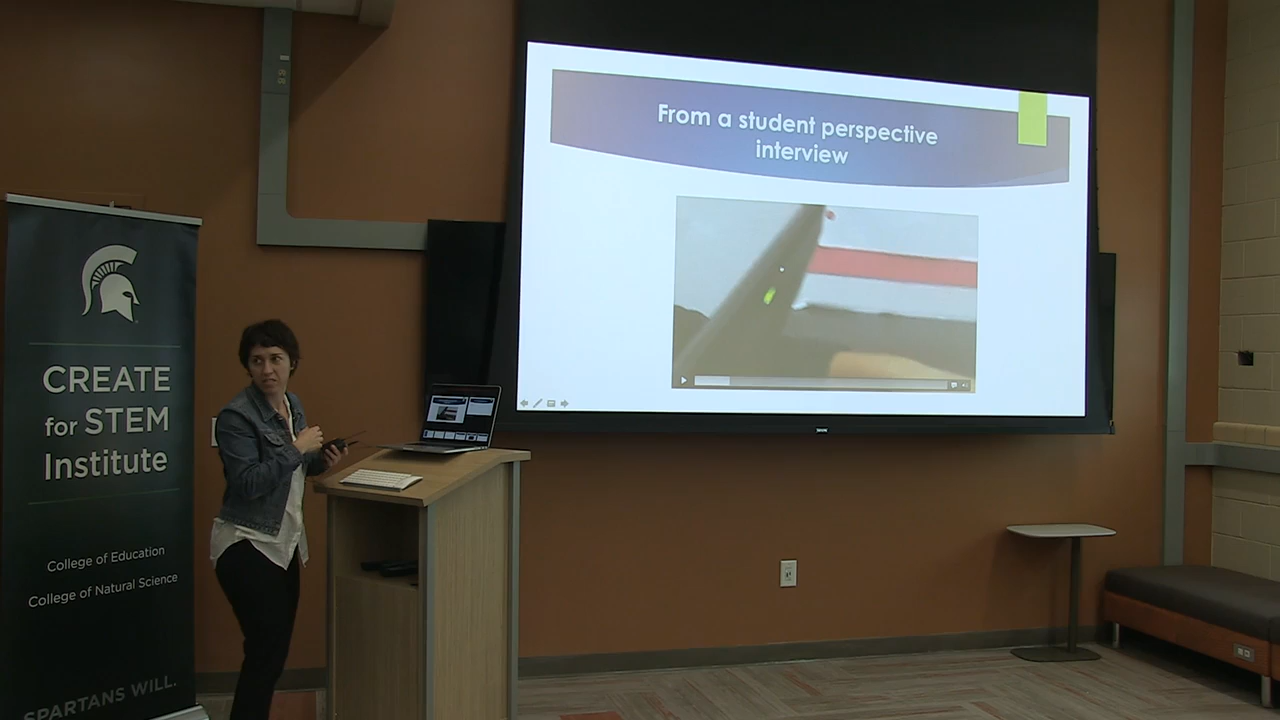 From a student perspective
interview
CREATE
for STEM
Institute
College of Education
College of Natural Science
SPARTANS WILL.